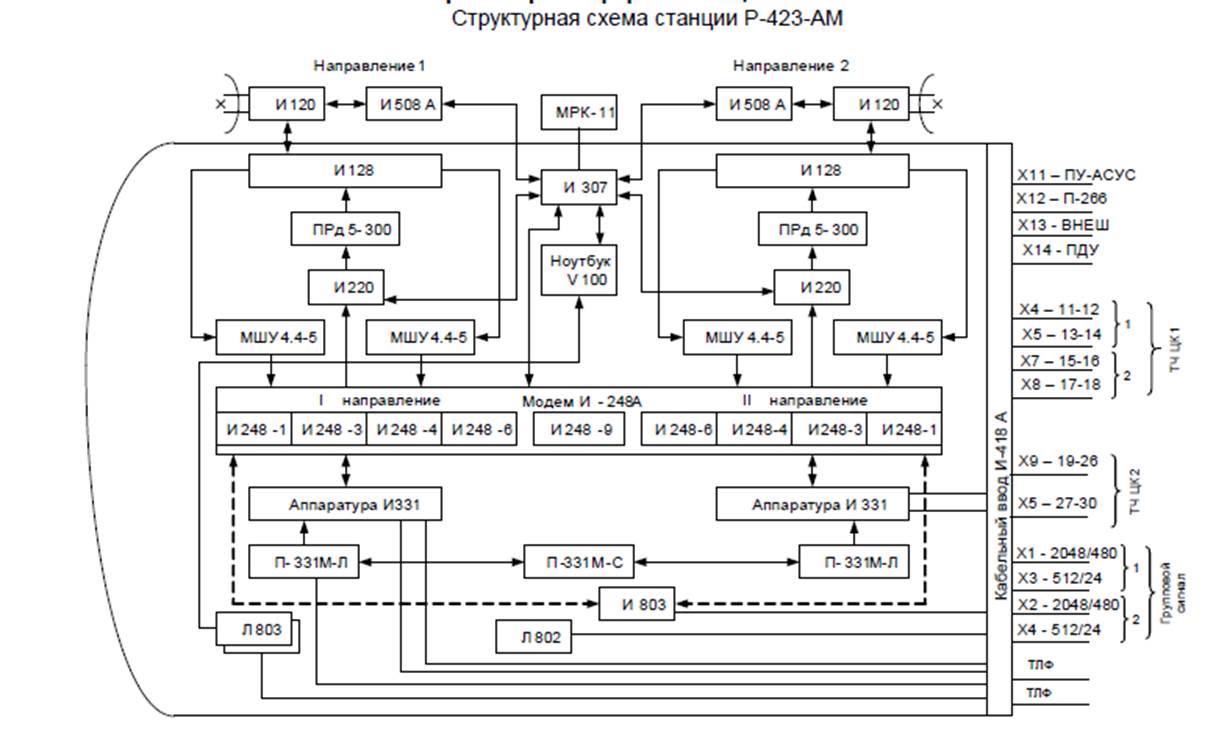 Структурная схема станции Р-423-АМ
Направление 1
Направление 2
И 120
И 508 А
МРК- 11
И 508 А
И 120
И 128
И 307
И 128
ПРд 5- 300
ПРд 5- 300
Ноутбук
V 100
И 220
И 220
МШУ 4.4-5
МШУ 4.4-5
МШУ 4.4-5
МШУ 4.4-5
I направление
Модем И - 248А
II направление
И 248 -1
И 248 -3
И 248 -4
И 248 -6
И 248 -9
И 248-6
И 248-4
И 248-3
И 248-1
Аппаратура И331
Аппаратура И 331
П- 331М-Л
П -331М-С
П- 331М-Л
И 803
Л 803
Л 802
Кабельный ввод И-418 А
Х11 – ПУ-АСУС
Х12 – П-266
Х13 - ВНЕШ
Х14 - ПДУ
Х4 – 11-12
Х5 – 13-14
1
Х7 – 15-16
Х8 – 17-18
2
ТЧ ЦК1
Х9 – 19-26
Х5 – 27-30
ТЧ ЦК2
Х1 - 2048/480
Х3 - 512/24
1
Х2 - 2048/480
Х4 - 512/24
2
Групповой
сигнал
ТЛФ
ТЛФ